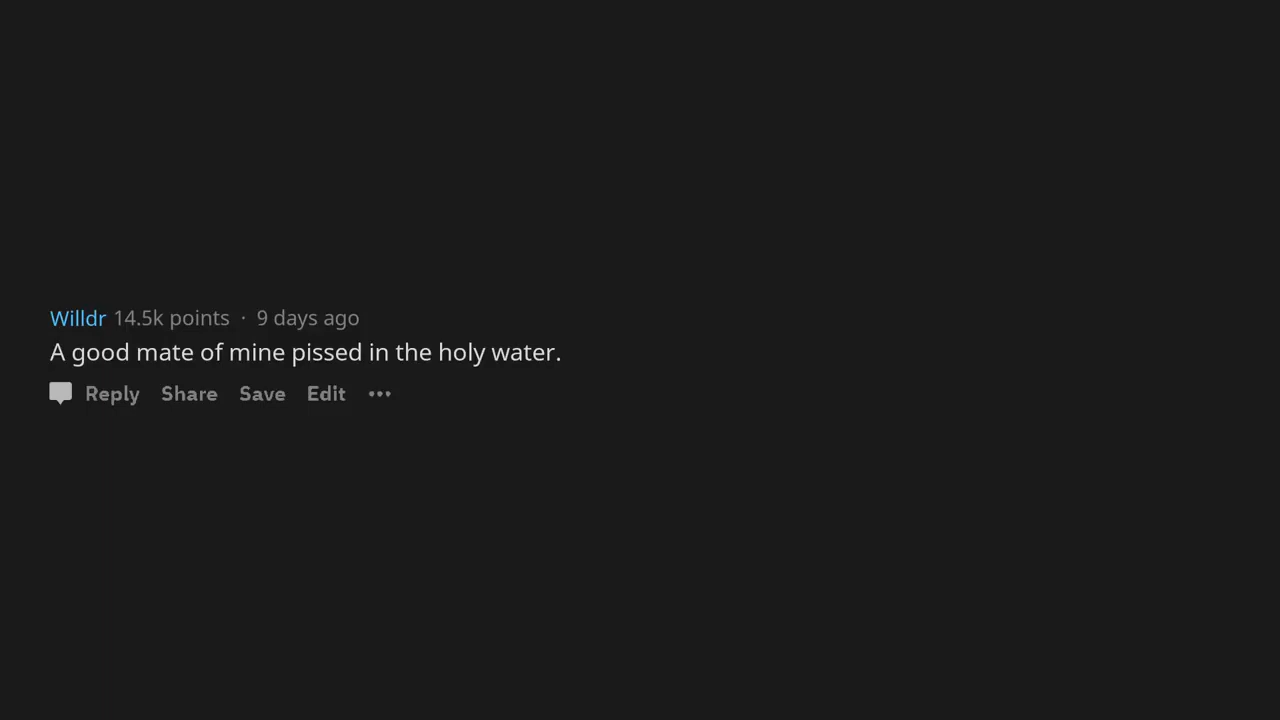 Willdr 14.5k points · 9 days ago
A good mate of mine pissed in the holy water.
Reply Share Save Edit •••